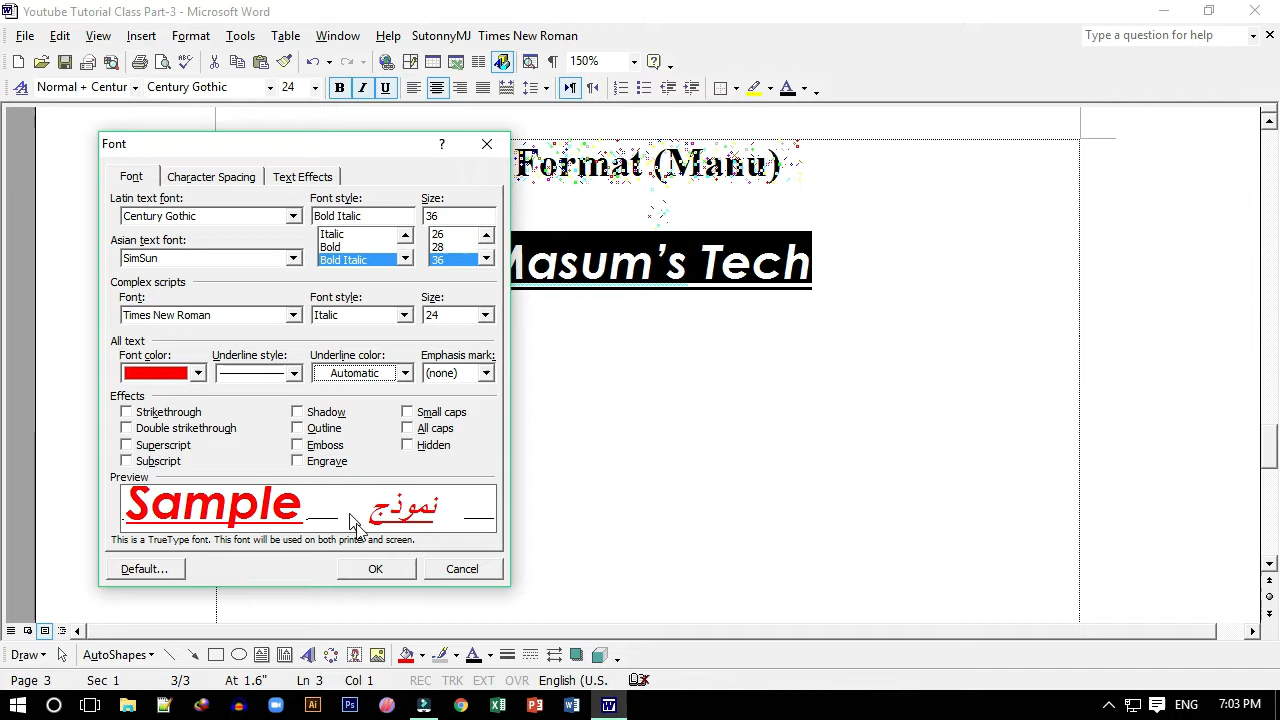 Youtube Tutorial Class Part-3 - Microsoft Word
File Edit View Insert Format Tools Table Window Help SutonnyMJ Times New Roman
Type a question for help
150%
Normal + Centur Century Gothic 24 B I U
Font
Font Character Spacing Text Effects
Latin text font: Font style: Size:
Century Gothic Bold Italic 36
Italic 26
Asian text font: Bold 28
SimSun Bold Italic 36
Complex scripts
Font: Font style: Size:
Times New Roman Italic 24
All text
Font color: Underline style: Underline color: Emphasis mark:
Automatic (none)
Effects
Strikethrough Shadow Small caps
Double strikethrough Outline All caps
Superscript Emboss Hidden
Subscript Engrave
Preview
Sample نموذج
This is a TrueType font. This font will be used on both printer and screen.
Default... OK Cancel
Format (Manu)
Masum's Tech
Draw AutoShapes
Page 3 Sec 1 3/3 At 1.6" Ln 3 Col 1 REC TRK EXT OVR English (U.S.
ENG 7:03 PM